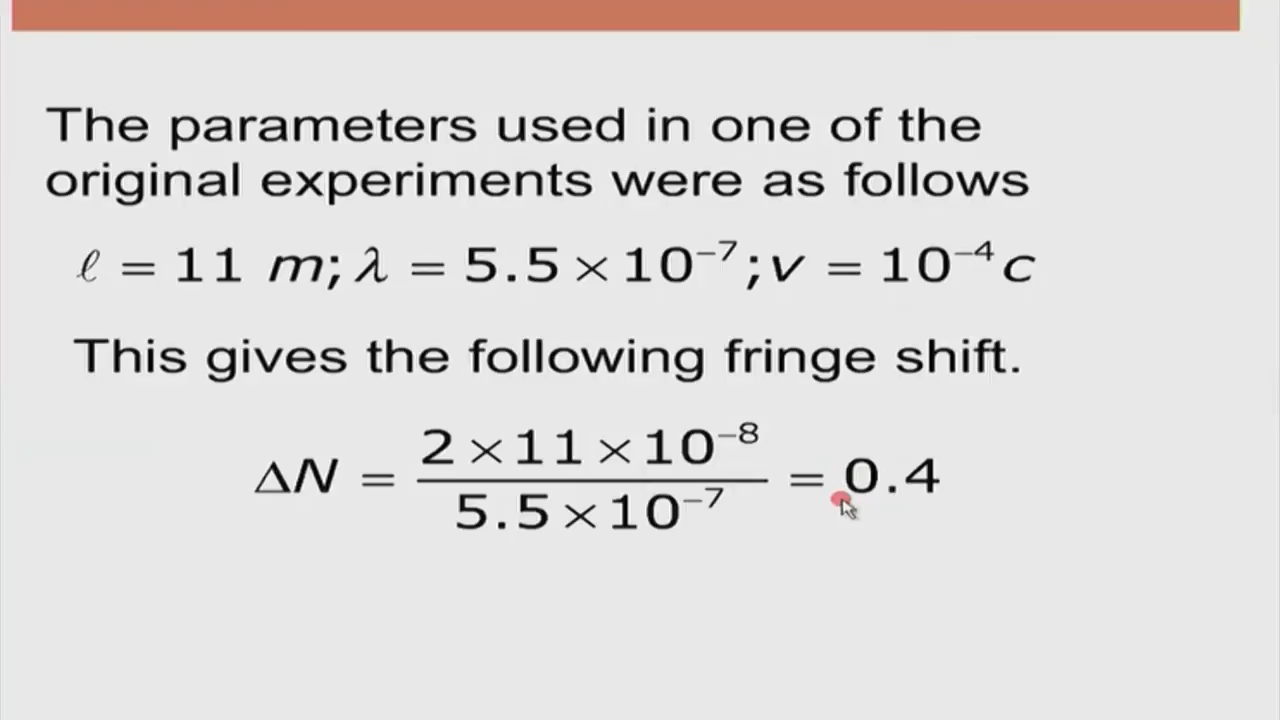 The parameters used in one of the
original experiments were as follows
ℓ = 11 m; λ = 5.5 × 10⁻⁷; v = 10⁻⁴ c
This gives the following fringe shift.
ΔN = (2 × 11 × 10⁻⁸) / (5.5 × 10⁻⁷) = 0.4